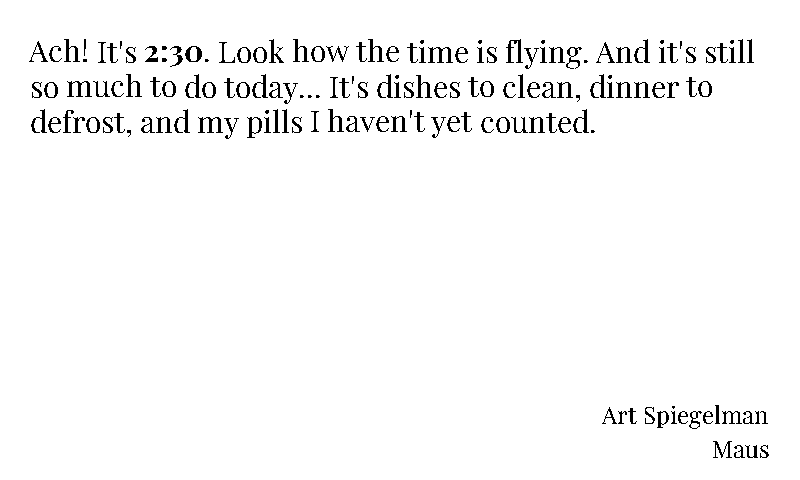 Ach! It's 2:30. Look how the time is flying. And it's still
so much to do today... It's dishes to clean, dinner to
defrost, and my pills I haven't yet counted.
Art Spiegelman
Maus